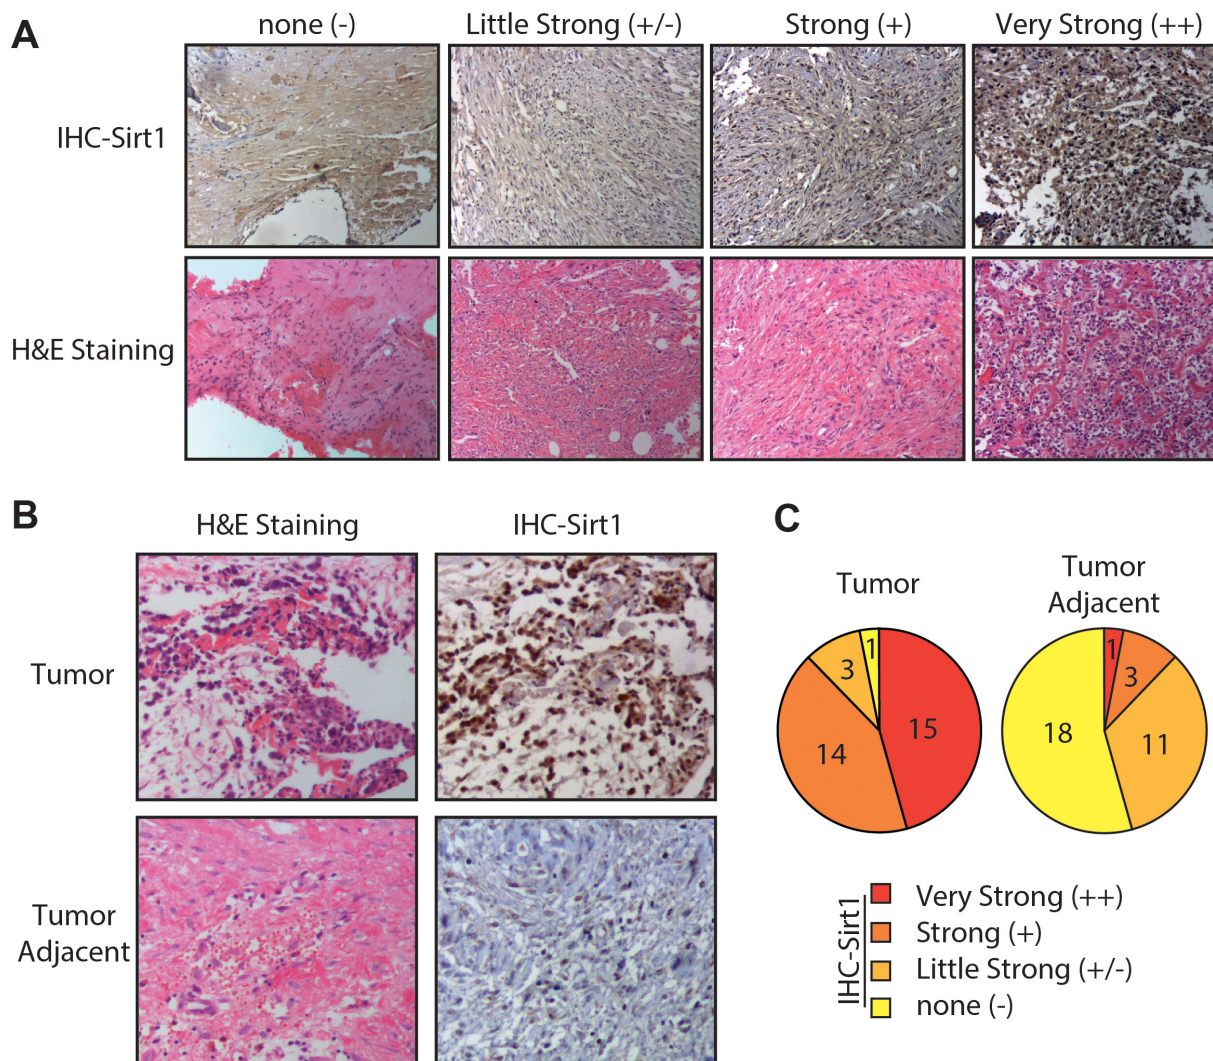 A
none (-)
Little Strong (+/-)
Strong (+)
Very Strong (++)
IHC-Sirt1
H&E Staining
B
H&E Staining
IHC-Sirt1
Tumor
Tumor
Adjacent
C
Tumor
Tumor
Adjacent
1
3
14
15
1
3
11
18
IHC-Sirt1
Very Strong (++)
Strong (+)
Little Strong (+/-)
none (-)